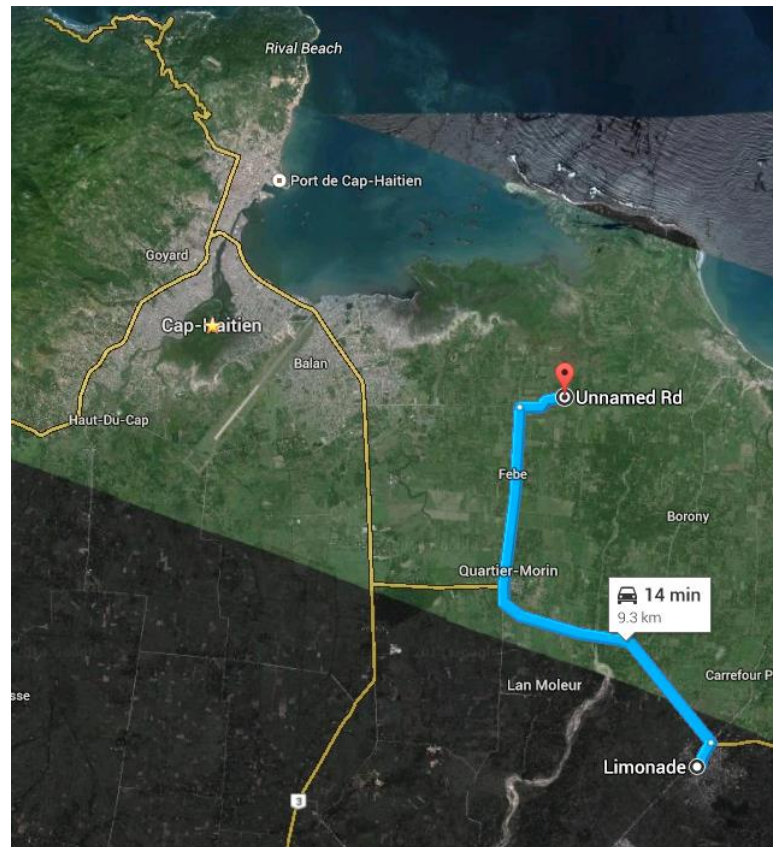 Rival Beach
Port de Cap-Haitien
Goyard
Cap-Haitien
Balan
Unnamed Rd
Haut-Du-Cap
Febe
Borony
Quartier-Morin
14 min
9.3 km
Carrefour P
Lan Moleur
sse
Limonade
3